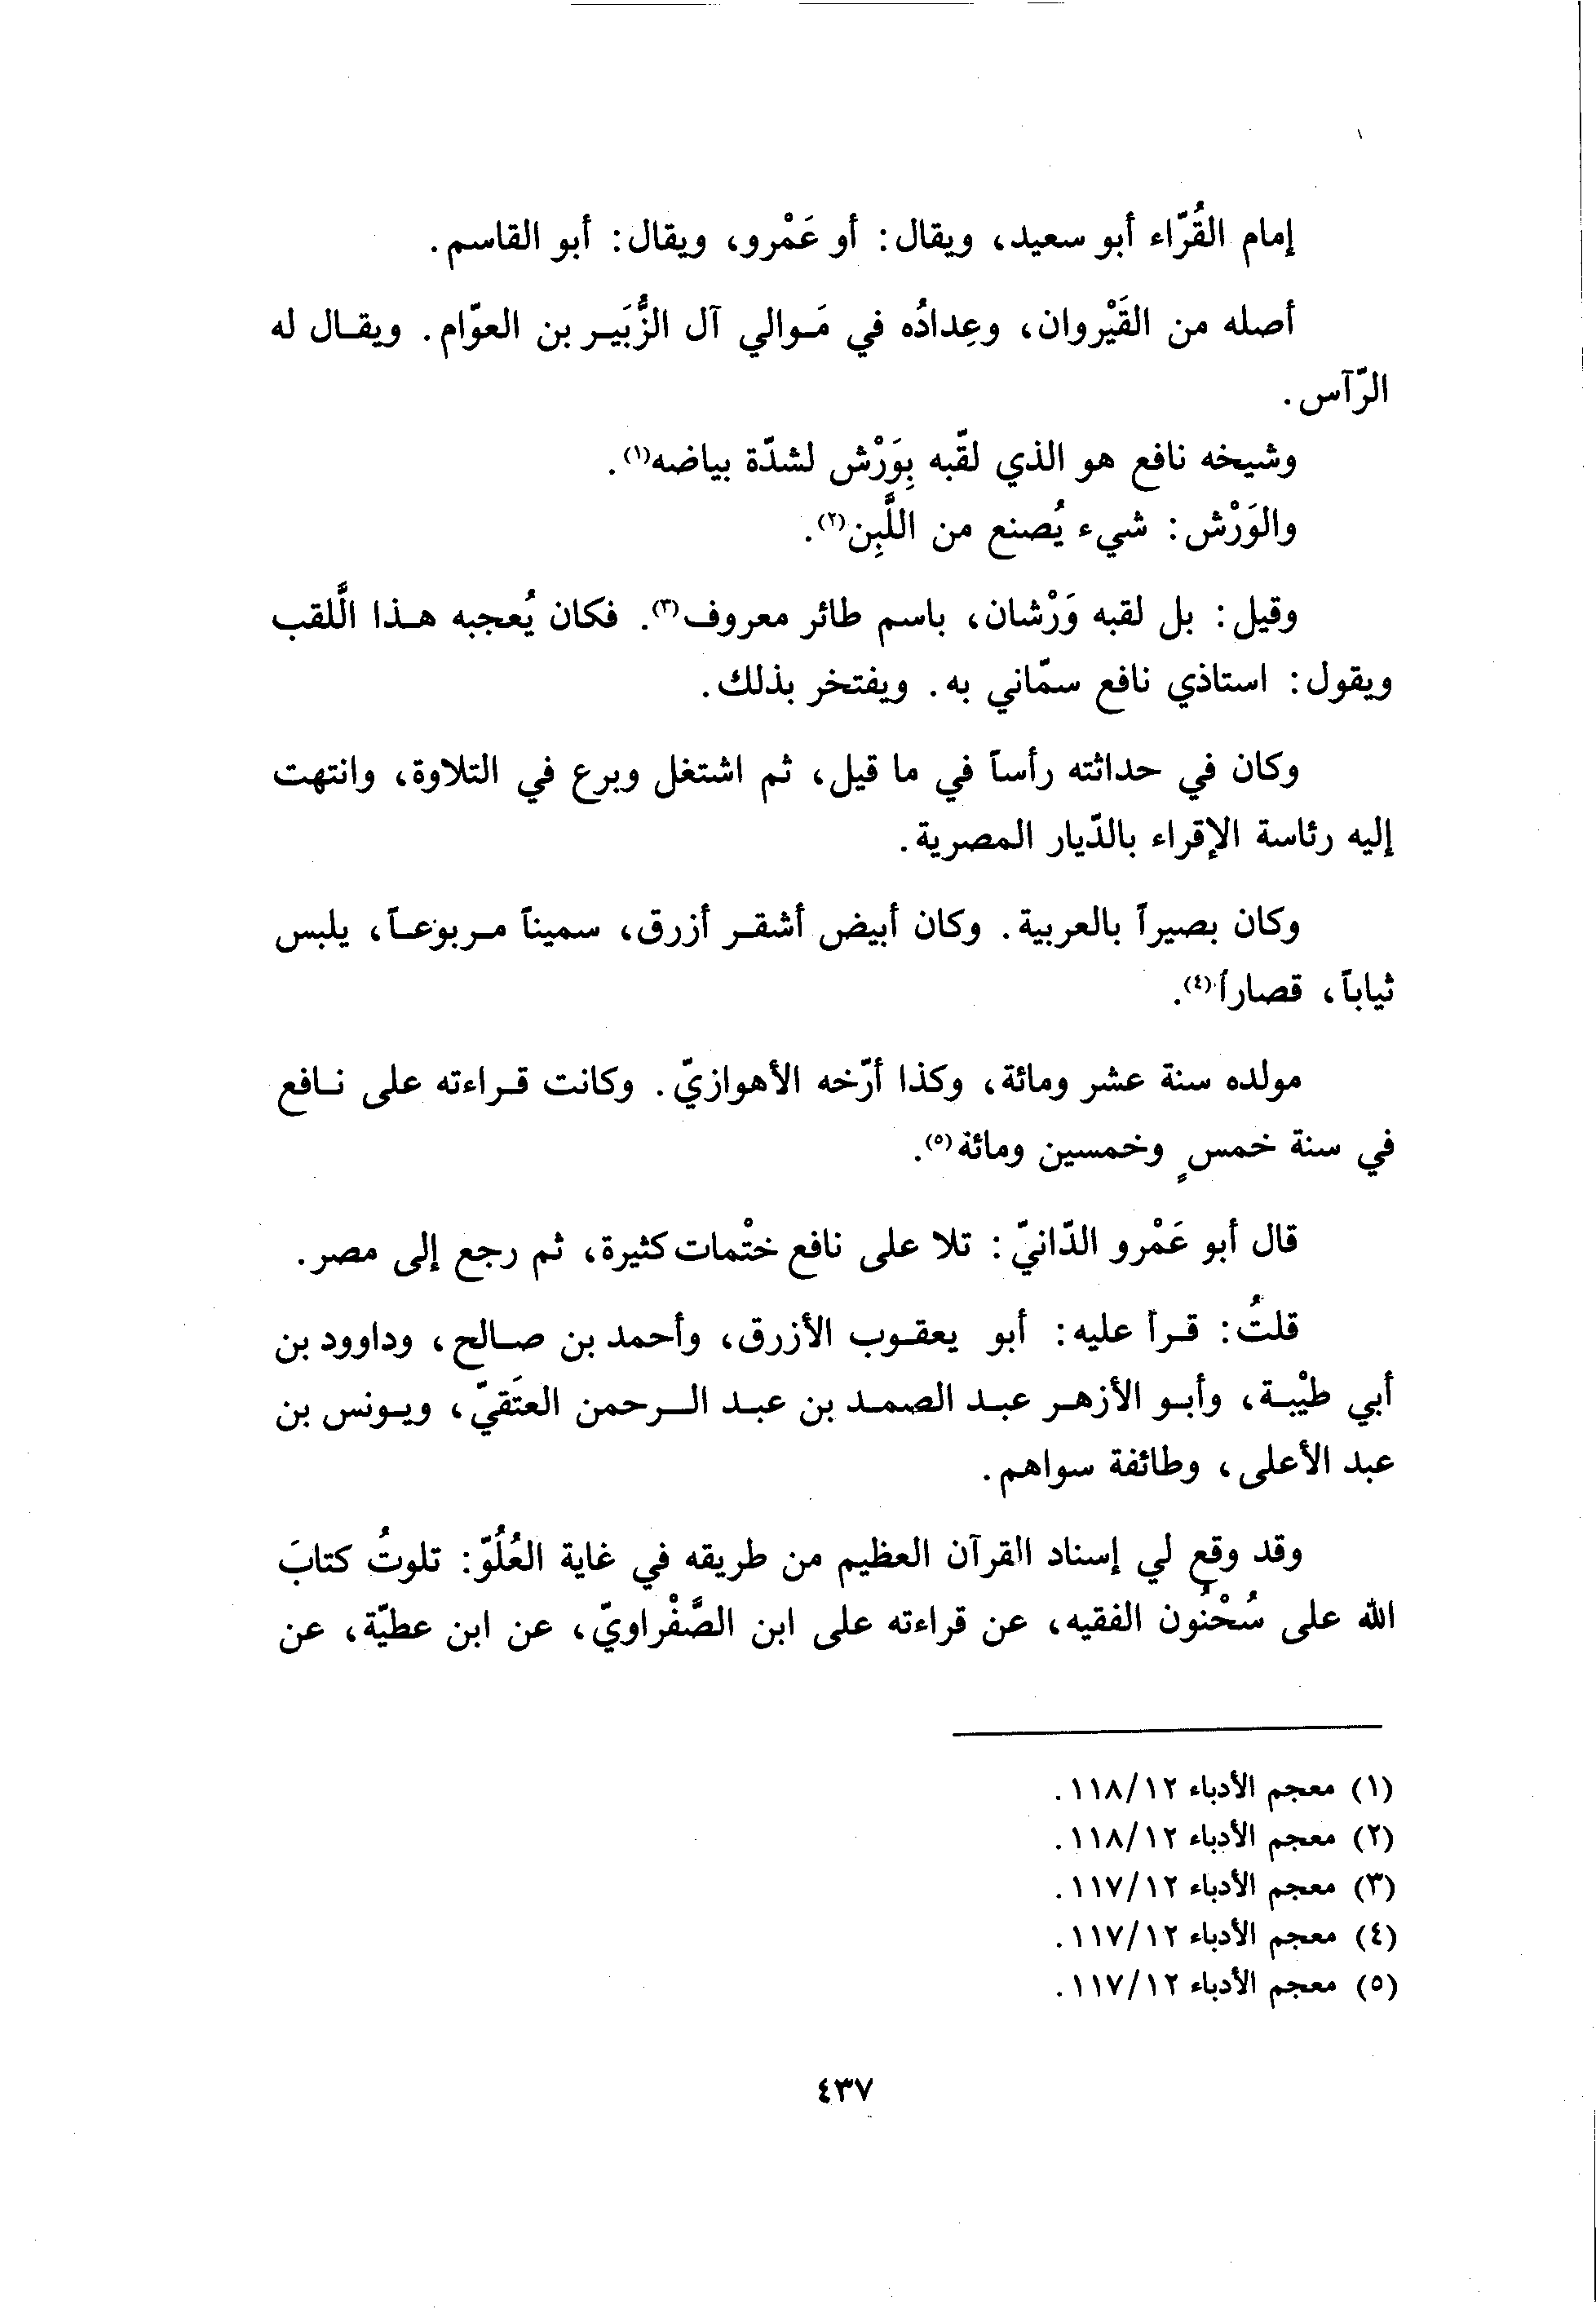 إمام القُرّاء أبو سعيد، ويقال: أو عَمْرو، ويقال: أبو القاسم.
أصله من القَيْروان، وعِدادُه في مَوالي آل الزُّبَير بن العوّام. ويقال له
الرّآس.
وشيخه نافع هو الذي لقّبه بِوَرْش لشدّة بياضه(١).
والوَرْش: شيء يُصنع من اللَّبِن(٢).
وقيل: بل لقبه وَرْشان، باسم طائر معروف(٣). فكان يُعجبه هذا الَّلقب
ويقول: استاذي نافع سمّاني به. ويفتخر بذلك.
وكان في حداثته رأساً في ما قيل، ثم اشتغل وبرع في التلاوة، وانتهت
إليه رئاسة الإقراء بالدّيار المصرية.
وكان بصيراً بالعربية. وكان أبيض أشقر أزرق، سميناً مربوعاً، يلبس
ثياباً، قصاراً(٤).
مولده سنة عشر ومائة، وكذا أرّخه الأهوازيّ. وكانت قراءته على نافع
في سنة خمسٍ وخمسين ومائة(٥).
قال أبو عَمْرو الدّانيّ: تلا على نافع ختْمات كثيرة، ثم رجع إلى مصر.
قلتُ: قرأ عليه: أبو يعقوب الأزرق، وأحمد بن صالح، وداوود بن
أبي طيْبة، وأبو الأزهر عبد الصمد بن عبد الرحمن العتَقيّ، ويونس بن
عبد الأعلى، وطائفة سواهم.
وقد وقع لي إسناد القرآن العظيم من طريقه في غاية العُلُوّ: تلوتُ كتابَ
الله على سُحْنُون الفقيه، عن قراءته على ابن الصَّفْراويّ، عن ابن عطيّة، عن
(١) معجم الأدباء ١١٨/١٢.
(٢) معجم الأدباء ١١٨/١٢.
(٣) معجم الأدباء ١١٧/١٢.
(٤) معجم الأدباء ١١٧/١٢.
(٥) معجم الأدباء ١١٧/١٢.
٤٣٧